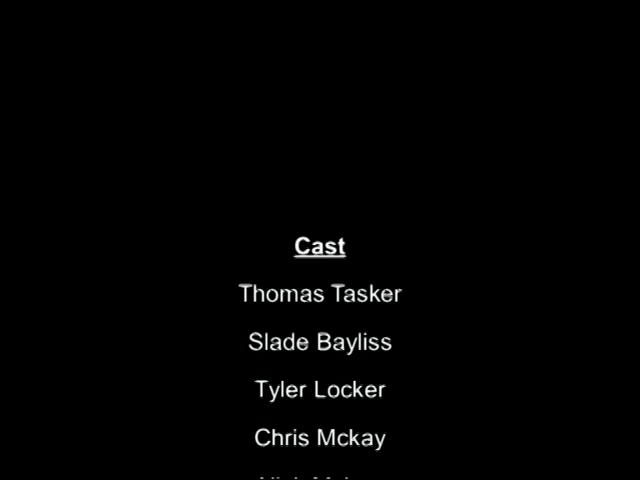 Cast
Thomas Tasker
Slade Bayliss
Tyler Locker
Chris Mckay